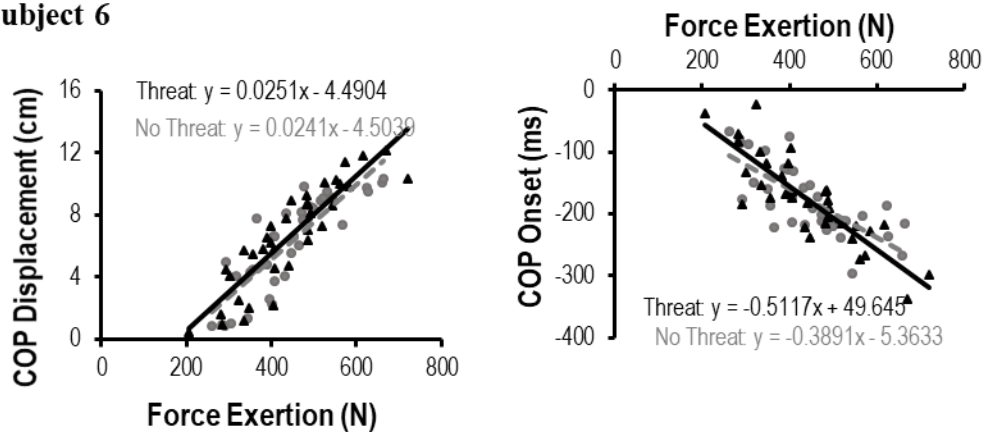 ubject 6
COP Displacement (cm)
16
12
8
4
0
0 200 400 600 800
Force Exertion (N)
Threat: y = 0.0251x - 4.4904
No Threat: y = 0.0241x - 4.5039
Force Exertion (N)
0 200 400 600 800
COP Onset (ms)
0
-100
-200
-300
-400
Threat: y = -0.5117x + 49.645
No Threat: y = -0.3891x - 5.3633